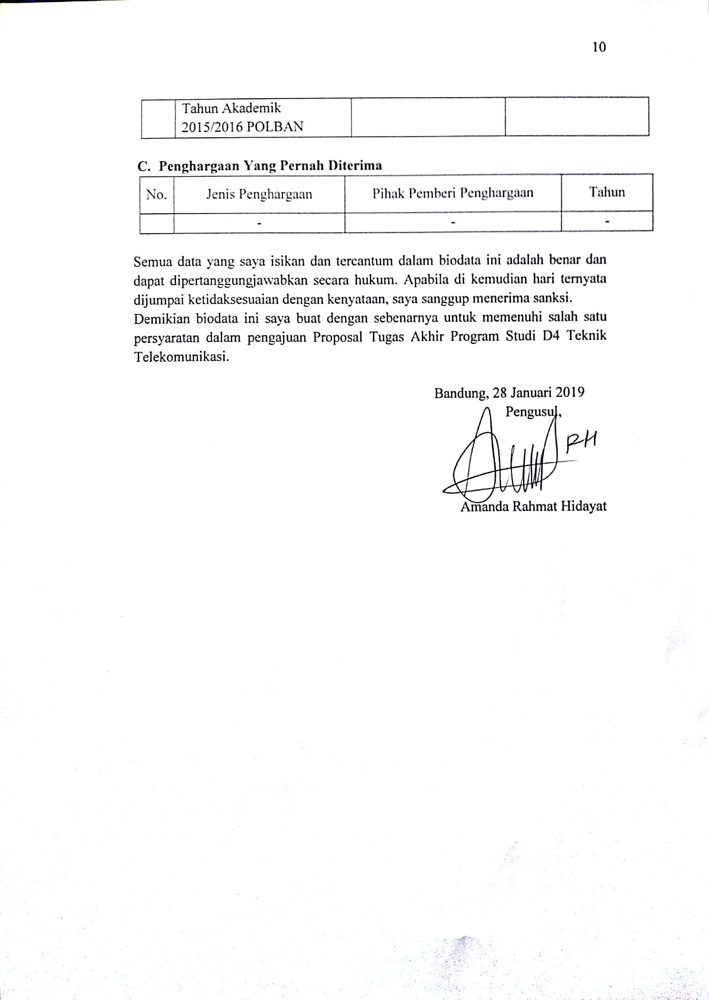 10
Tahun Akademik
2015/2016 POLBAN
C. Penghargaan Yang Pernah Diterima
No. Jenis Penghargaan Pihak Pemberi Penghargaan Tahun
- - -
Semua data yang saya isikan dan tercantum dalam biodata ini adalah benar dan
dapat dipertanggungjawabkan secara hukum. Apabila di kemudian hari ternyata
dijumpai ketidaksesuaian dengan kenyataan, saya sanggup menerima sanksi.
Demikian biodata ini saya buat dengan sebenarnya untuk memenuhi salah satu
persyaratan dalam pengajuan Proposal Tugas Akhir Program Studi D4 Teknik
Telekomunikasi.
Bandung, 28 Januari 2019
Pengusul,
RH
Amanda Rahmat Hidayat